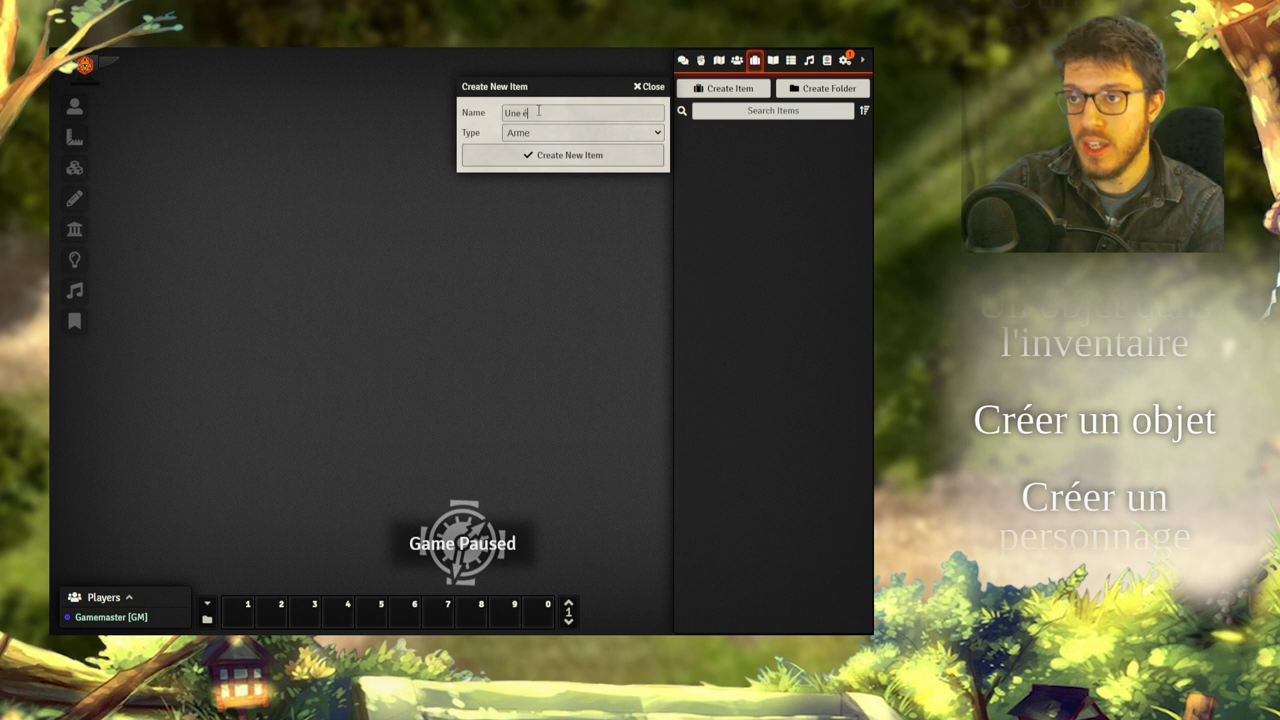 Create New Item
Close
Name
Une é
Type
Arme
Create New Item
1
Create Item
Create Folder
Search Items
l'inventaire
Créer un objet
Créer un
personnage
Game Paused
Players
Gamemaster [GM]
1 2 3 4 5 6 7 8 9 0
1